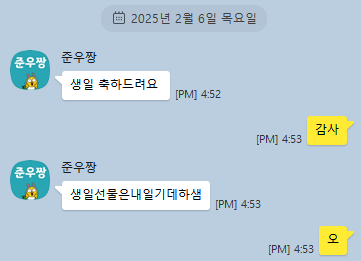 2025년 2월 6일 목요일
준우짱
준우짱
생일 축하드려요
[PM] 4:52
감사
[PM] 4:53
준우짱
준우짱
생일선물은내일기데하샘
[PM] 4:53
오
[PM] 4:53